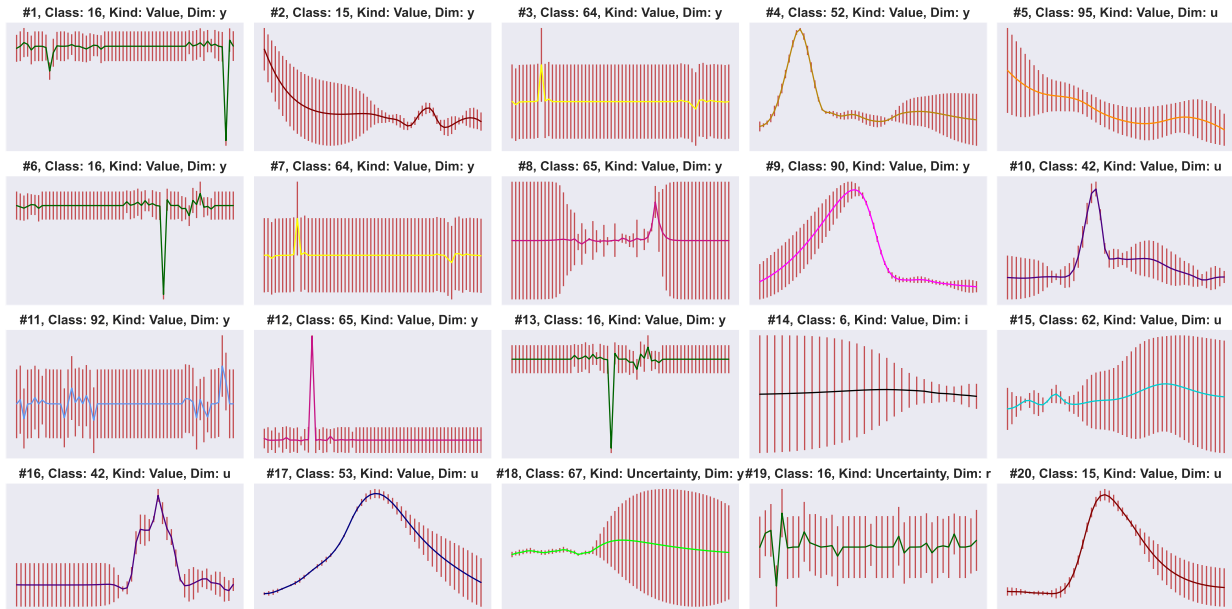 #1, Class: 16, Kind: Value, Dim: y
#2, Class: 15, Kind: Value, Dim: y
#3, Class: 64, Kind: Value, Dim: y
#4, Class: 52, Kind: Value, Dim: y
#5, Class: 95, Kind: Value, Dim: u
#6, Class: 16, Kind: Value, Dim: y
#7, Class: 64, Kind: Value, Dim: y
#8, Class: 65, Kind: Value, Dim: y
#9, Class: 90, Kind: Value, Dim: y
#10, Class: 42, Kind: Value, Dim: u
#11, Class: 92, Kind: Value, Dim: y
#12, Class: 65, Kind: Value, Dim: y
#13, Class: 16, Kind: Value, Dim: y
#14, Class: 6, Kind: Value, Dim: i
#15, Class: 62, Kind: Value, Dim: u
#16, Class: 42, Kind: Value, Dim: u
#17, Class: 53, Kind: Value, Dim: u
#18, Class: 67, Kind: Uncertainty, Dim: y
#19, Class: 16, Kind: Uncertainty, Dim: r
#20, Class: 15, Kind: Value, Dim: u